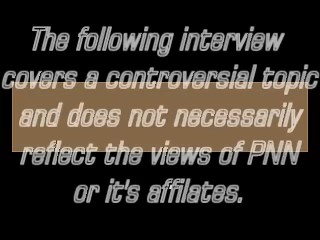 The following interview
covers a controversial topic
and does not necessarily
reflect the views of PNN
or it's affilates.